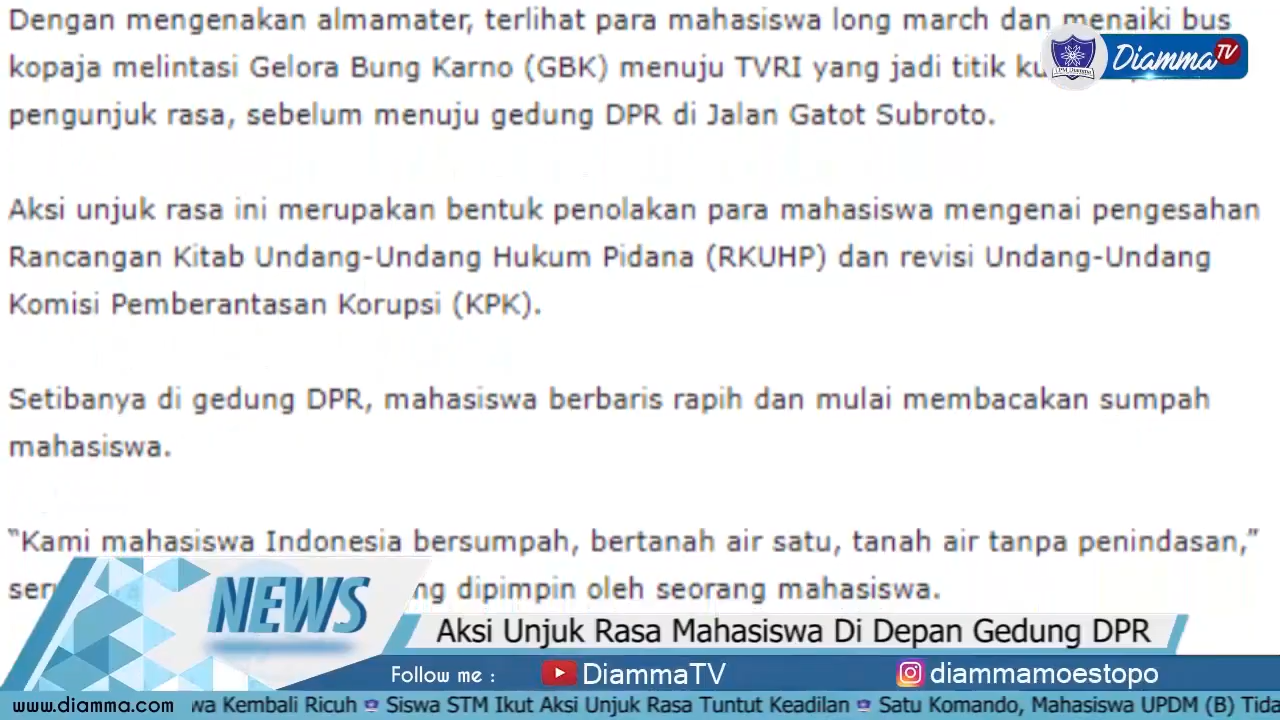 Dengan mengenakan almamater, terlihat para mahasiswa long march dan menaiki bus
kopaja melintasi Gelora Bung Karno (GBK) menuju TVRI yang jadi titik
pengunjuk rasa, sebelum menuju gedung DPR di Jalan Gatot Subroto.
Diamma TV
Aksi unjuk rasa ini merupakan bentuk penolakan para mahasiswa mengenai pengesahan
Rancangan Kitab Undang-Undang Hukum Pidana (RKUHP) dan revisi Undang-Undang
Komisi Pemberantasan Korupsi (KPK).
Setibanya di gedung DPR, mahasiswa berbaris rapih dan mulai membacakan sumpah
mahasiswa.
“Kami mahasiswa Indonesia bersumpah, bertanah air satu, tanah air tanpa penindasan,”
dipimpin oleh seorang mahasiswa.
NEWS
Aksi Unjuk Rasa Mahasiswa Di Depan Gedung DPR
Follow me : DiammaTV diammamoestopo
www.diamma.com wa Kembali Ricuh Siswa STM Ikut Aksi Unjuk Rasa Tuntut Keadilan Satu Komando, Mahasiswa UPDM (B) Tida